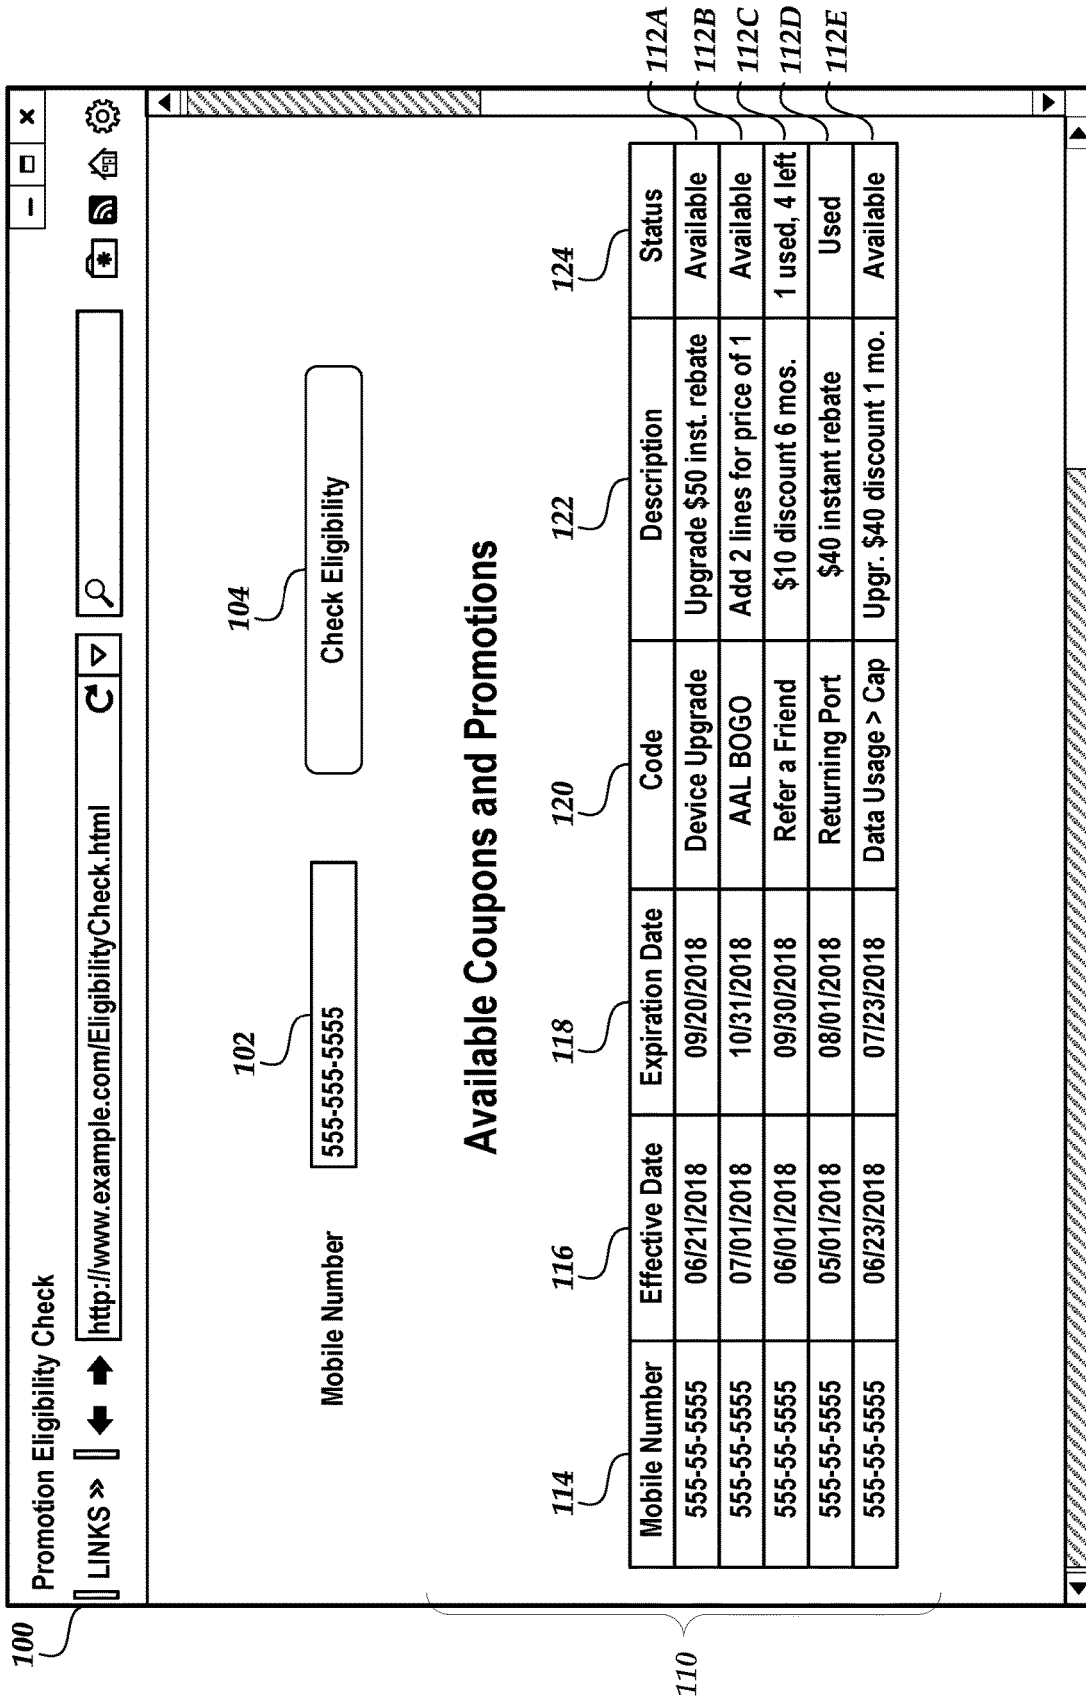 100
Promotion Eligibility Check
LINKS »
http://www.example.com/EligibilityCheck.html
102
104
Mobile Number
555-555-5555
Check Eligibility
Available Coupons and Promotions
110
114 116 118 120 122 124
Mobile Number Effective Date Expiration Date Code Description Status
555-55-5555 06/21/2018 09/20/2018 Device Upgrade Upgrade $50 inst. rebate Available 112A
555-55-5555 07/01/2018 10/31/2018 AAL BOGO Add 2 lines for price of 1 Available 112B
555-55-5555 06/01/2018 09/30/2018 Refer a Friend $10 discount 6 mos. 1 used, 4 left 112C
555-55-5555 05/01/2018 08/01/2018 Returning Port $40 instant rebate Used 112D
555-55-5555 06/23/2018 07/23/2018 Data Usage > Cap Upgr. $40 discount 1 mo. Available 112E